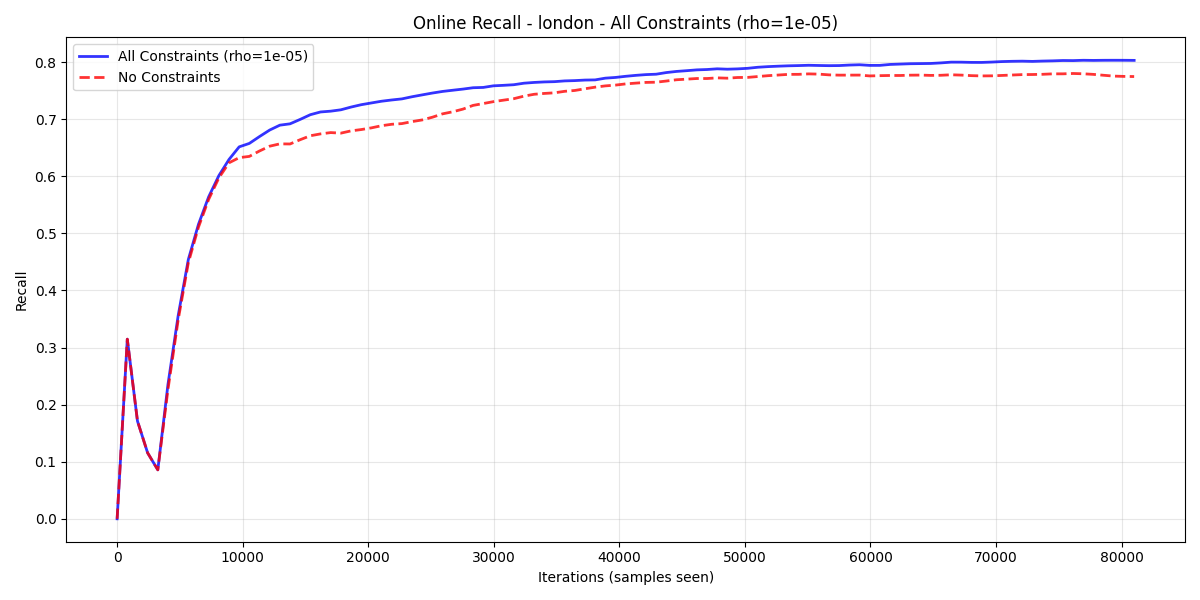 Online Recall - london - All Constraints (rho=1e-05)
All Constraints (rho=1e-05)
No Constraints
Recall
0.8
0.7
0.6
0.5
0.4
0.3
0.2
0.1
0.0
0 10000 20000 30000 40000 50000 60000 70000 80000
Iterations (samples seen)